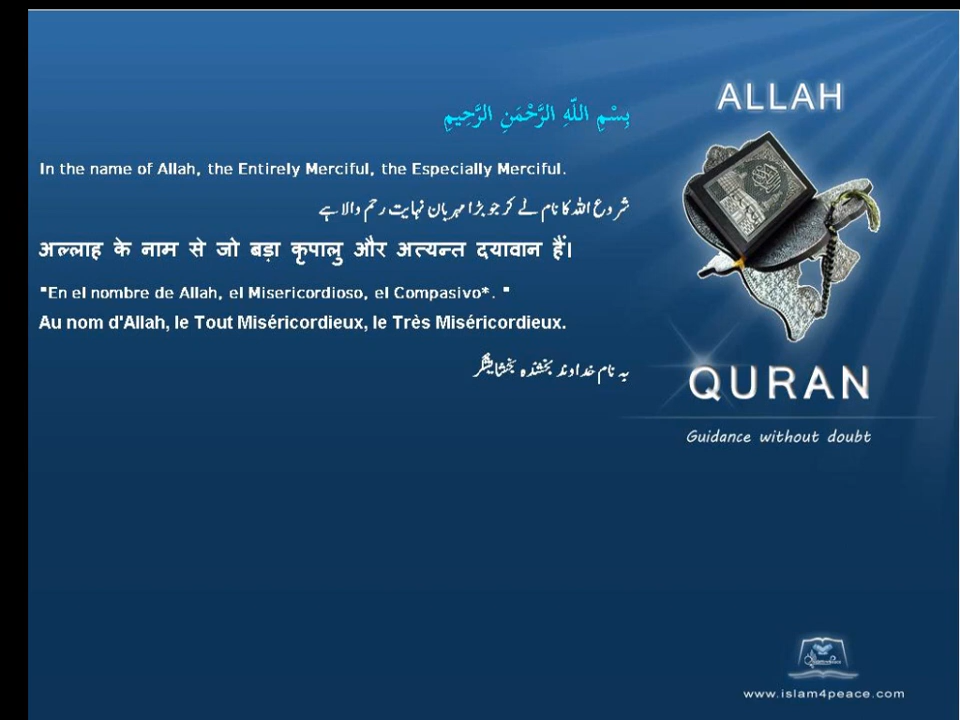 بِسْمِ اللّهِ الرَّحْمَنِ الرَّحِيمِ
In the name of Allah, the Entirely Merciful, the Especially Merciful.
شروع اللہ کا نام لے کر جو بڑا مہربان نہایت رحم والا ہے
अल्लाह के नाम से जो बड़ा कृपालु और अत्यन्त दयावान हैं।
"En el nombre de Allah, el Misericordioso, el Compasivo*. "
Au nom d'Allah, le Tout Miséricordieux, le Très Miséricordieux.
به نام خداوند بخشنده بخشایشگر
ALLAH
QURAN
Guidance without doubt
www.islam4peace.com